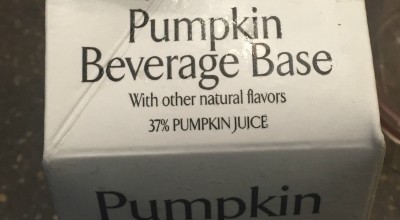 Pumpkin
Beverage Base
With other natural flavors
37% PUMPKIN JUICE
Pumpkin